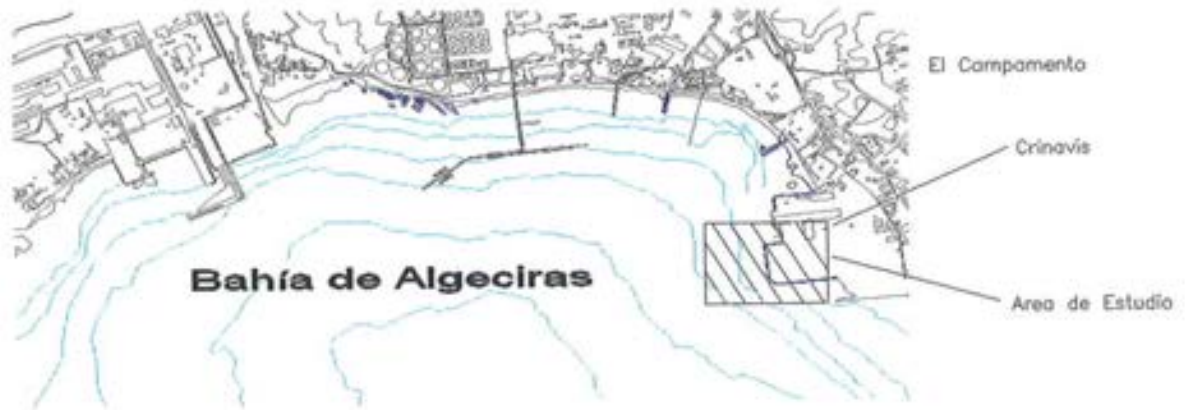 El Campamento
Crinavis
Bahía de Algeciras
Area de Estudio